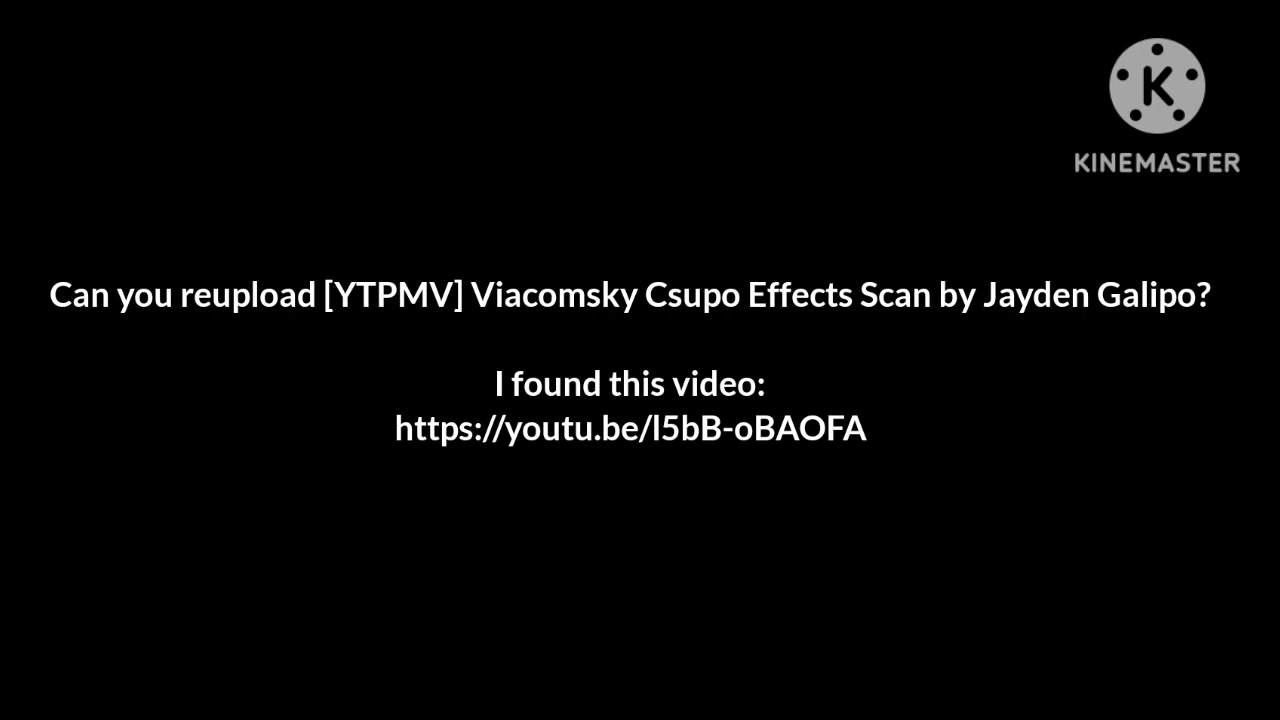 K
KINEMASTER
Can you reupload [YTPMV] Viacomsky Csupo Effects Scan by Jayden Galipo?
I found this video:
https://youtu.be/l5bB-oBAOFA